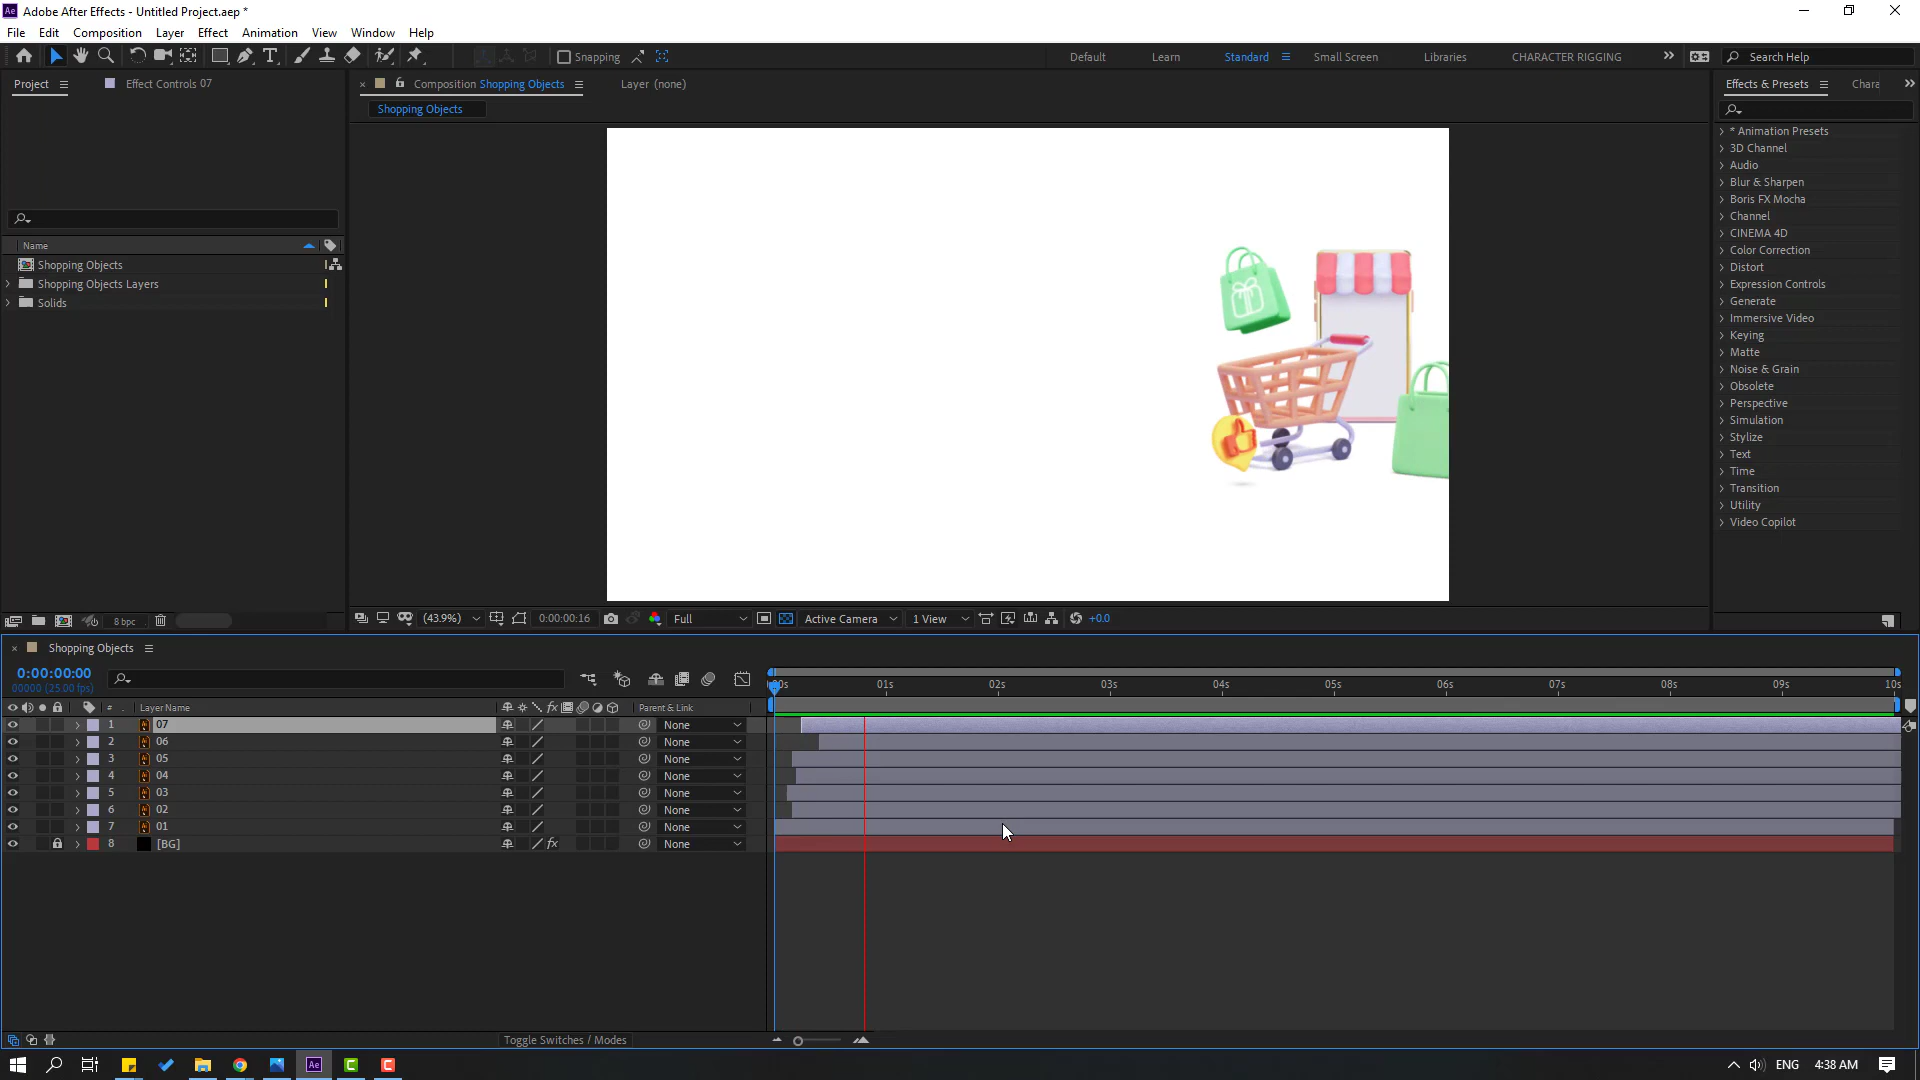 Adobe After Effects - Untitled Project.aep *
File Edit Composition Layer Effect Animation View Window Help
Snapping
Default Learn Standard Small Screen Libraries CHARACTER RIGGING
Search Help
Project
Effect Controls 07
Composition Shopping Objects
Layer (none)
Effects & Presets
Chara
Shopping Objects
Name
Shopping Objects
Shopping Objects Layers
Solids
* Animation Presets
3D Channel
Audio
Blur & Sharpen
Boris FX Mocha
Channel
CINEMA 4D
Color Correction
Distort
Expression Controls
Generate
Immersive Video
Keying
Matte
Noise & Grain
Obsolete
Perspective
Simulation
Stylize
Text
Time
Transition
Utility
Video Copilot
8 bpc
(43.9%) 0:00:00:16 Full Active Camera 1 View +0.0
Shopping Objects
0:00:00:00
00000 (25.00 fps)
00s 01s 02s 03s 04s 05s 06s 07s 08s 09s 10s
# Layer Name fx Parent & Link
1 07 None
2 06 None
3 05 None
4 04 None
5 03 None
6 02 None
7 01 None
8 [BG] fx None
Toggle Switches / Modes
Ae
ENG 4:38 AM